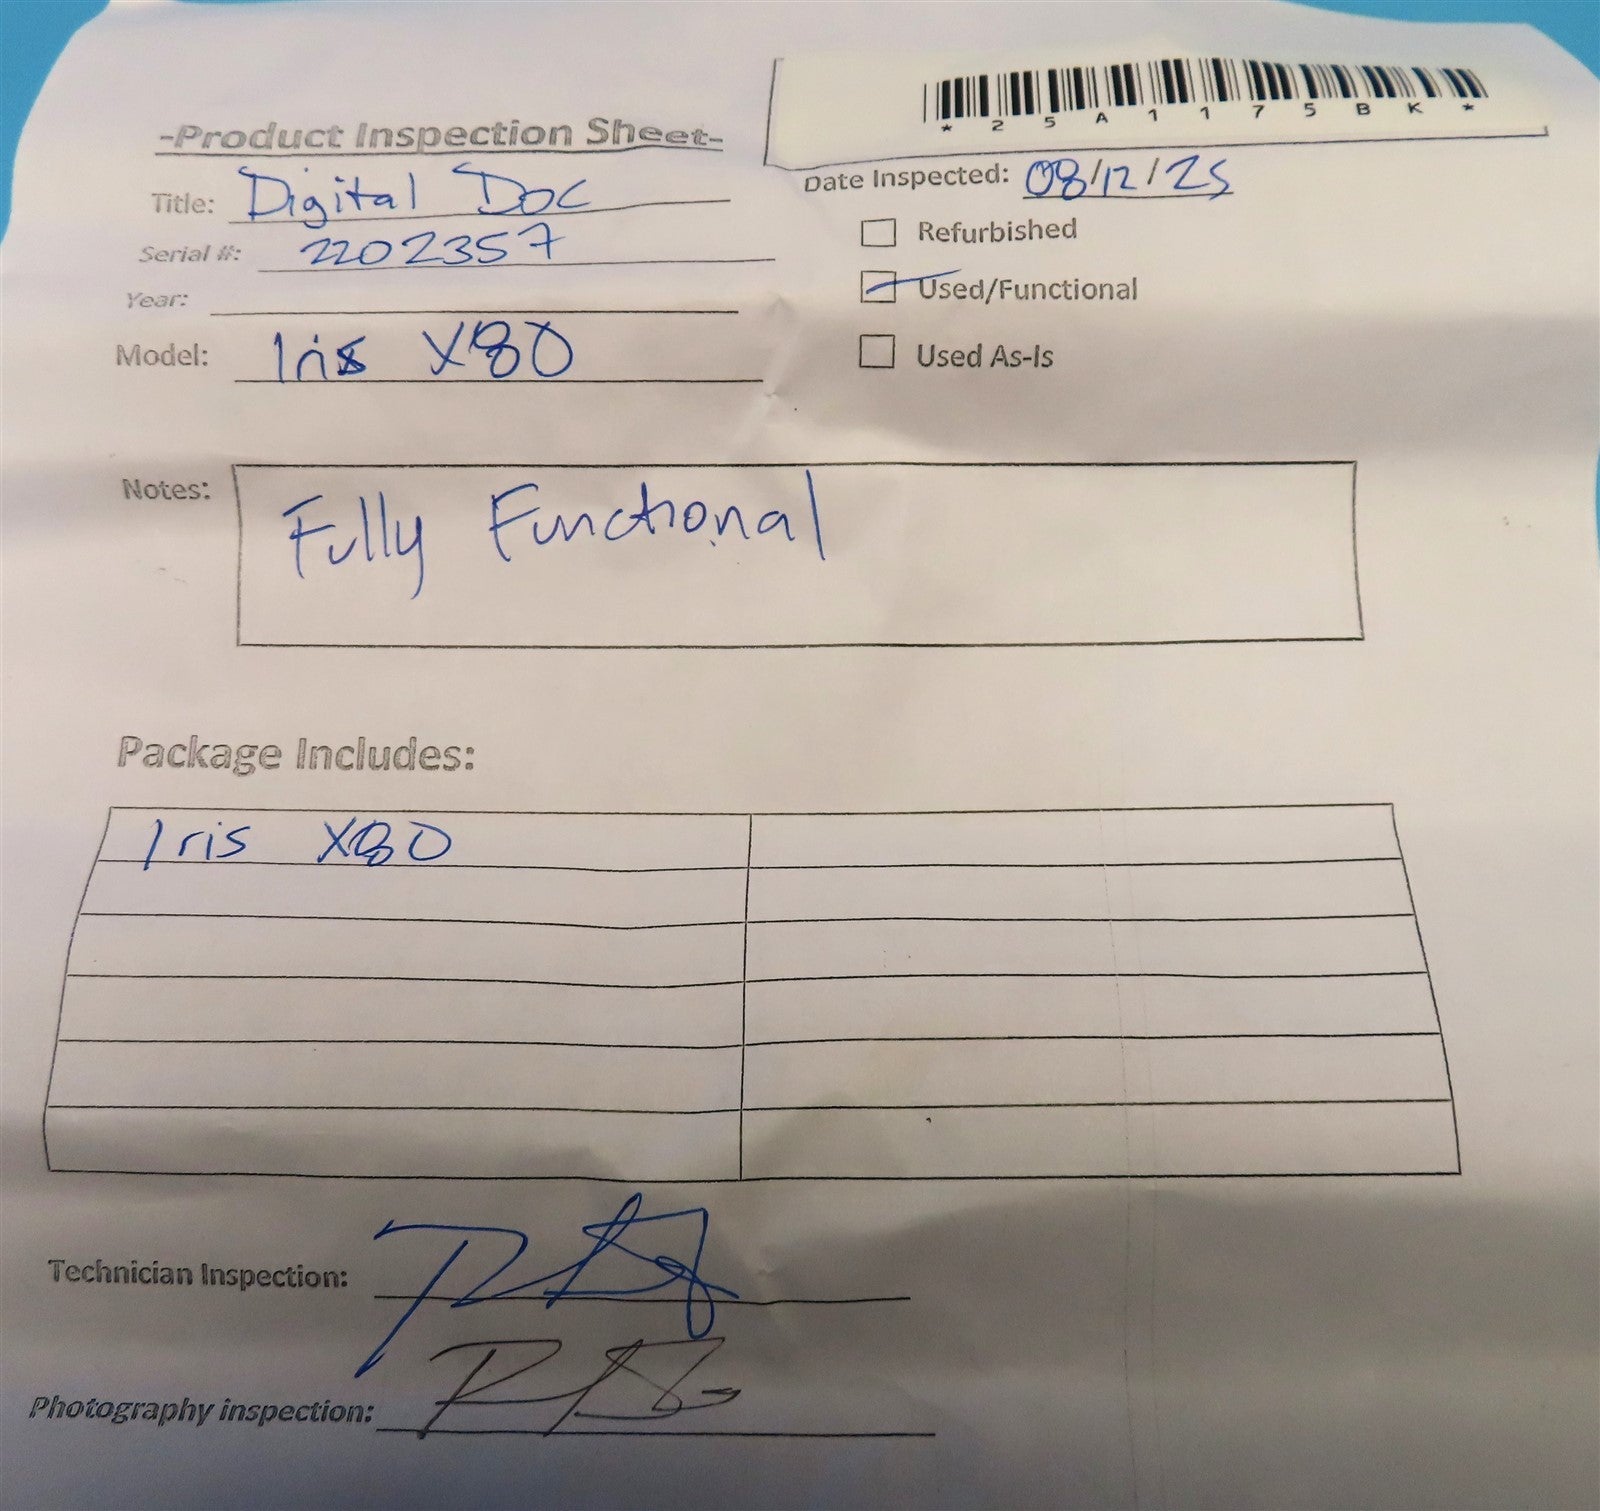 *25A1175BK*
-Product Inspection Sheet-
Date Inspected: 08/12/25
Title: Digital Doc
Refurbished
Serial #: 2202357
Used/Functional
Year:
Model: Iris X80
Used As-Is
Notes:
Fully Functional
Package Includes:
Iris X80
Technician Inspection:
Photography inspection: